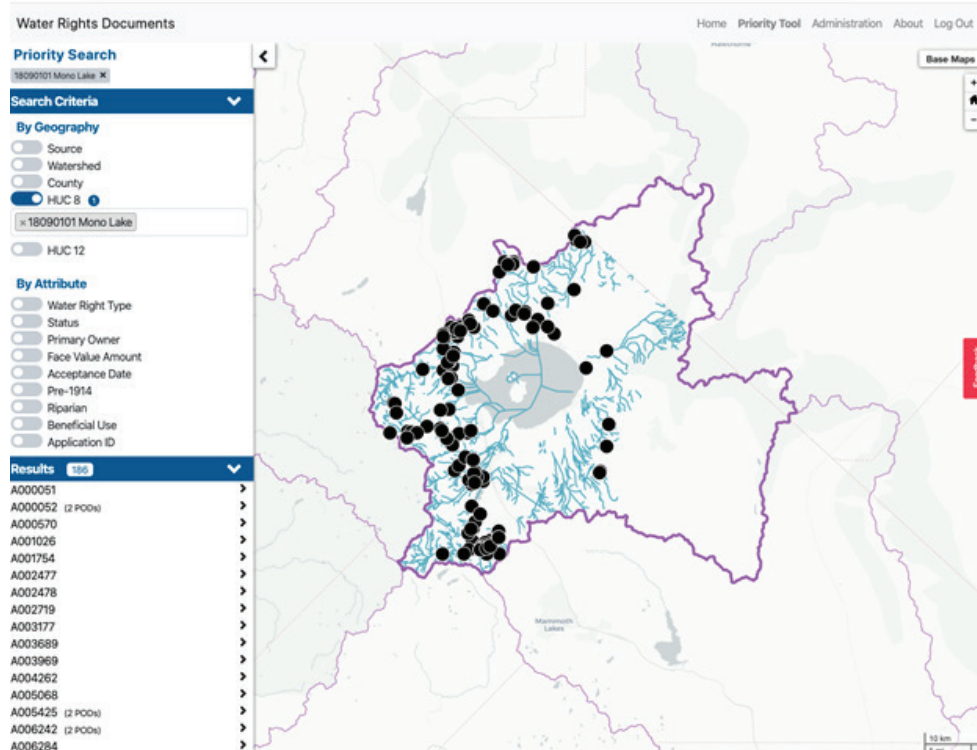 Water Rights Documents
Home Priority Tool Administration About Log Out
Priority Search
18090101 Mono Lake ×
Search Criteria
By Geography
Source
Watershed
County
HUC 8 1
× 18090101 Mono Lake
HUC 12
By Attribute
Water Right Type
Status
Primary Owner
Face Value Amount
Acceptance Date
Pre-1914
Riparian
Beneficial Use
Application ID
Results 186
A000051
A000052 (2 PODs)
A000570
A001026
A001754
A002477
A002478
A002719
A003177
A003689
A003969
A004262
A005068
A005425 (2 PODs)
A006242 (2 PODs)
A006284
Base Maps
+
−
Mammoth
Lakes
10 km